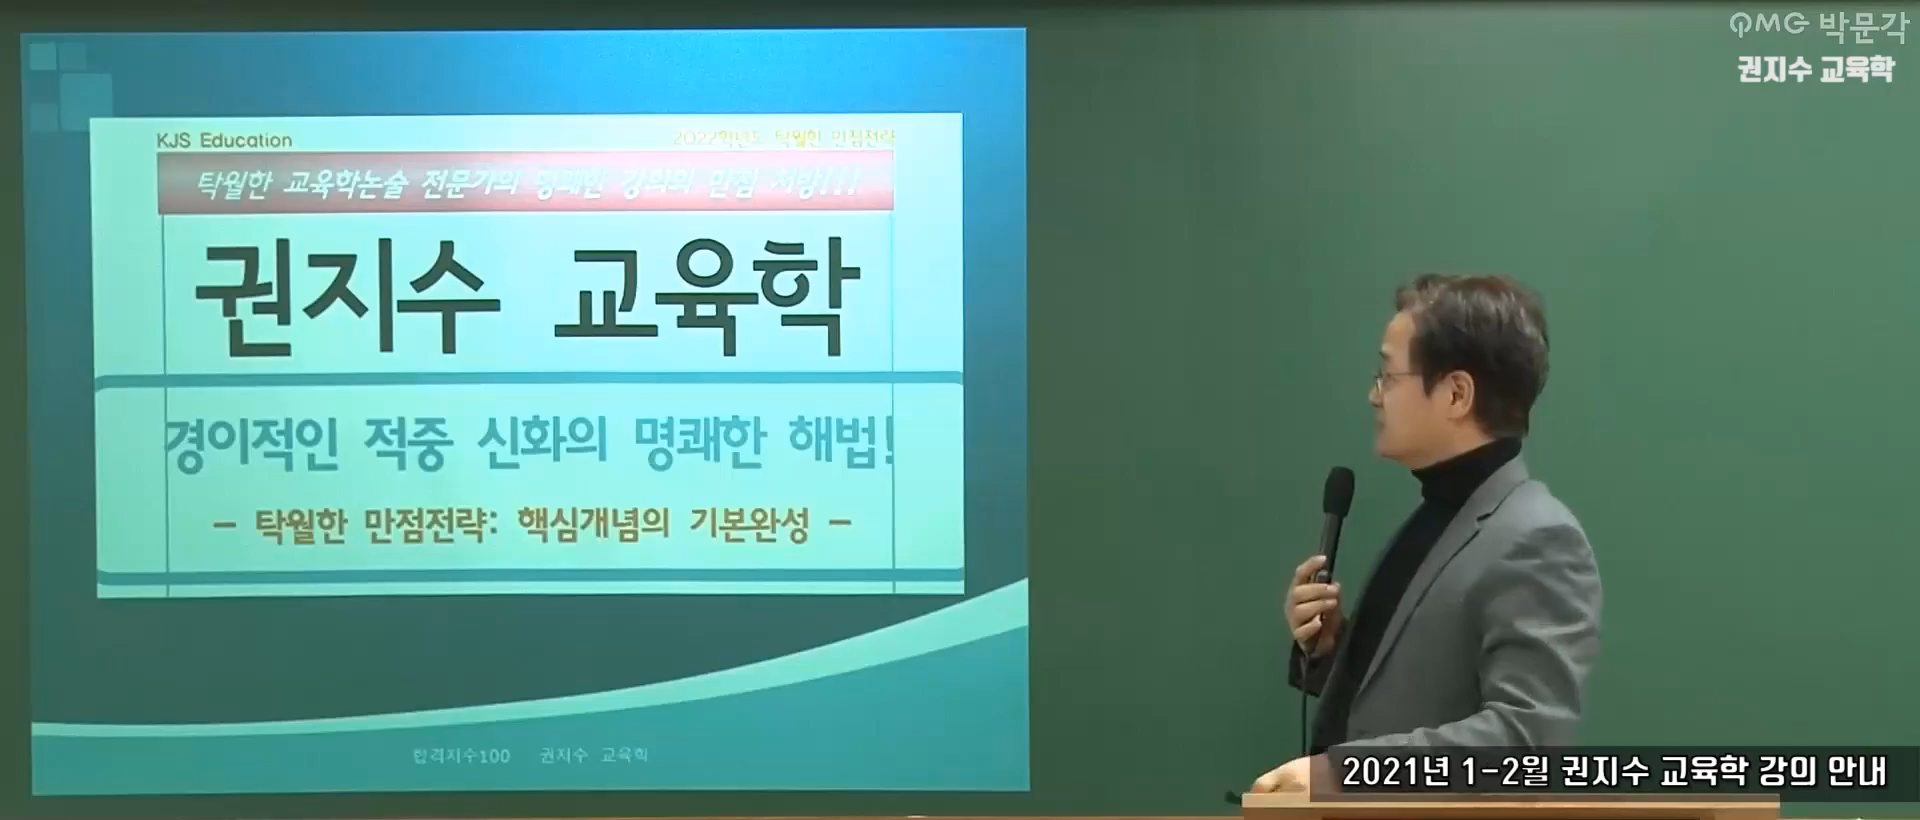 PMG 박문각
권지수 교육학
KJS Education
2022학년도 탁월한 만점전략
탁월한 교육학논술 전문가의 명쾌한 강의의 만점 처방!!!
권지수 교육학
경이적인 적중 신화의 명쾌한 해법!
- 탁월한 만점전략: 핵심개념의 기본완성 -
합격지수100 권지수 교육학
2021년 1-2월 권지수 교육학 강의 안내